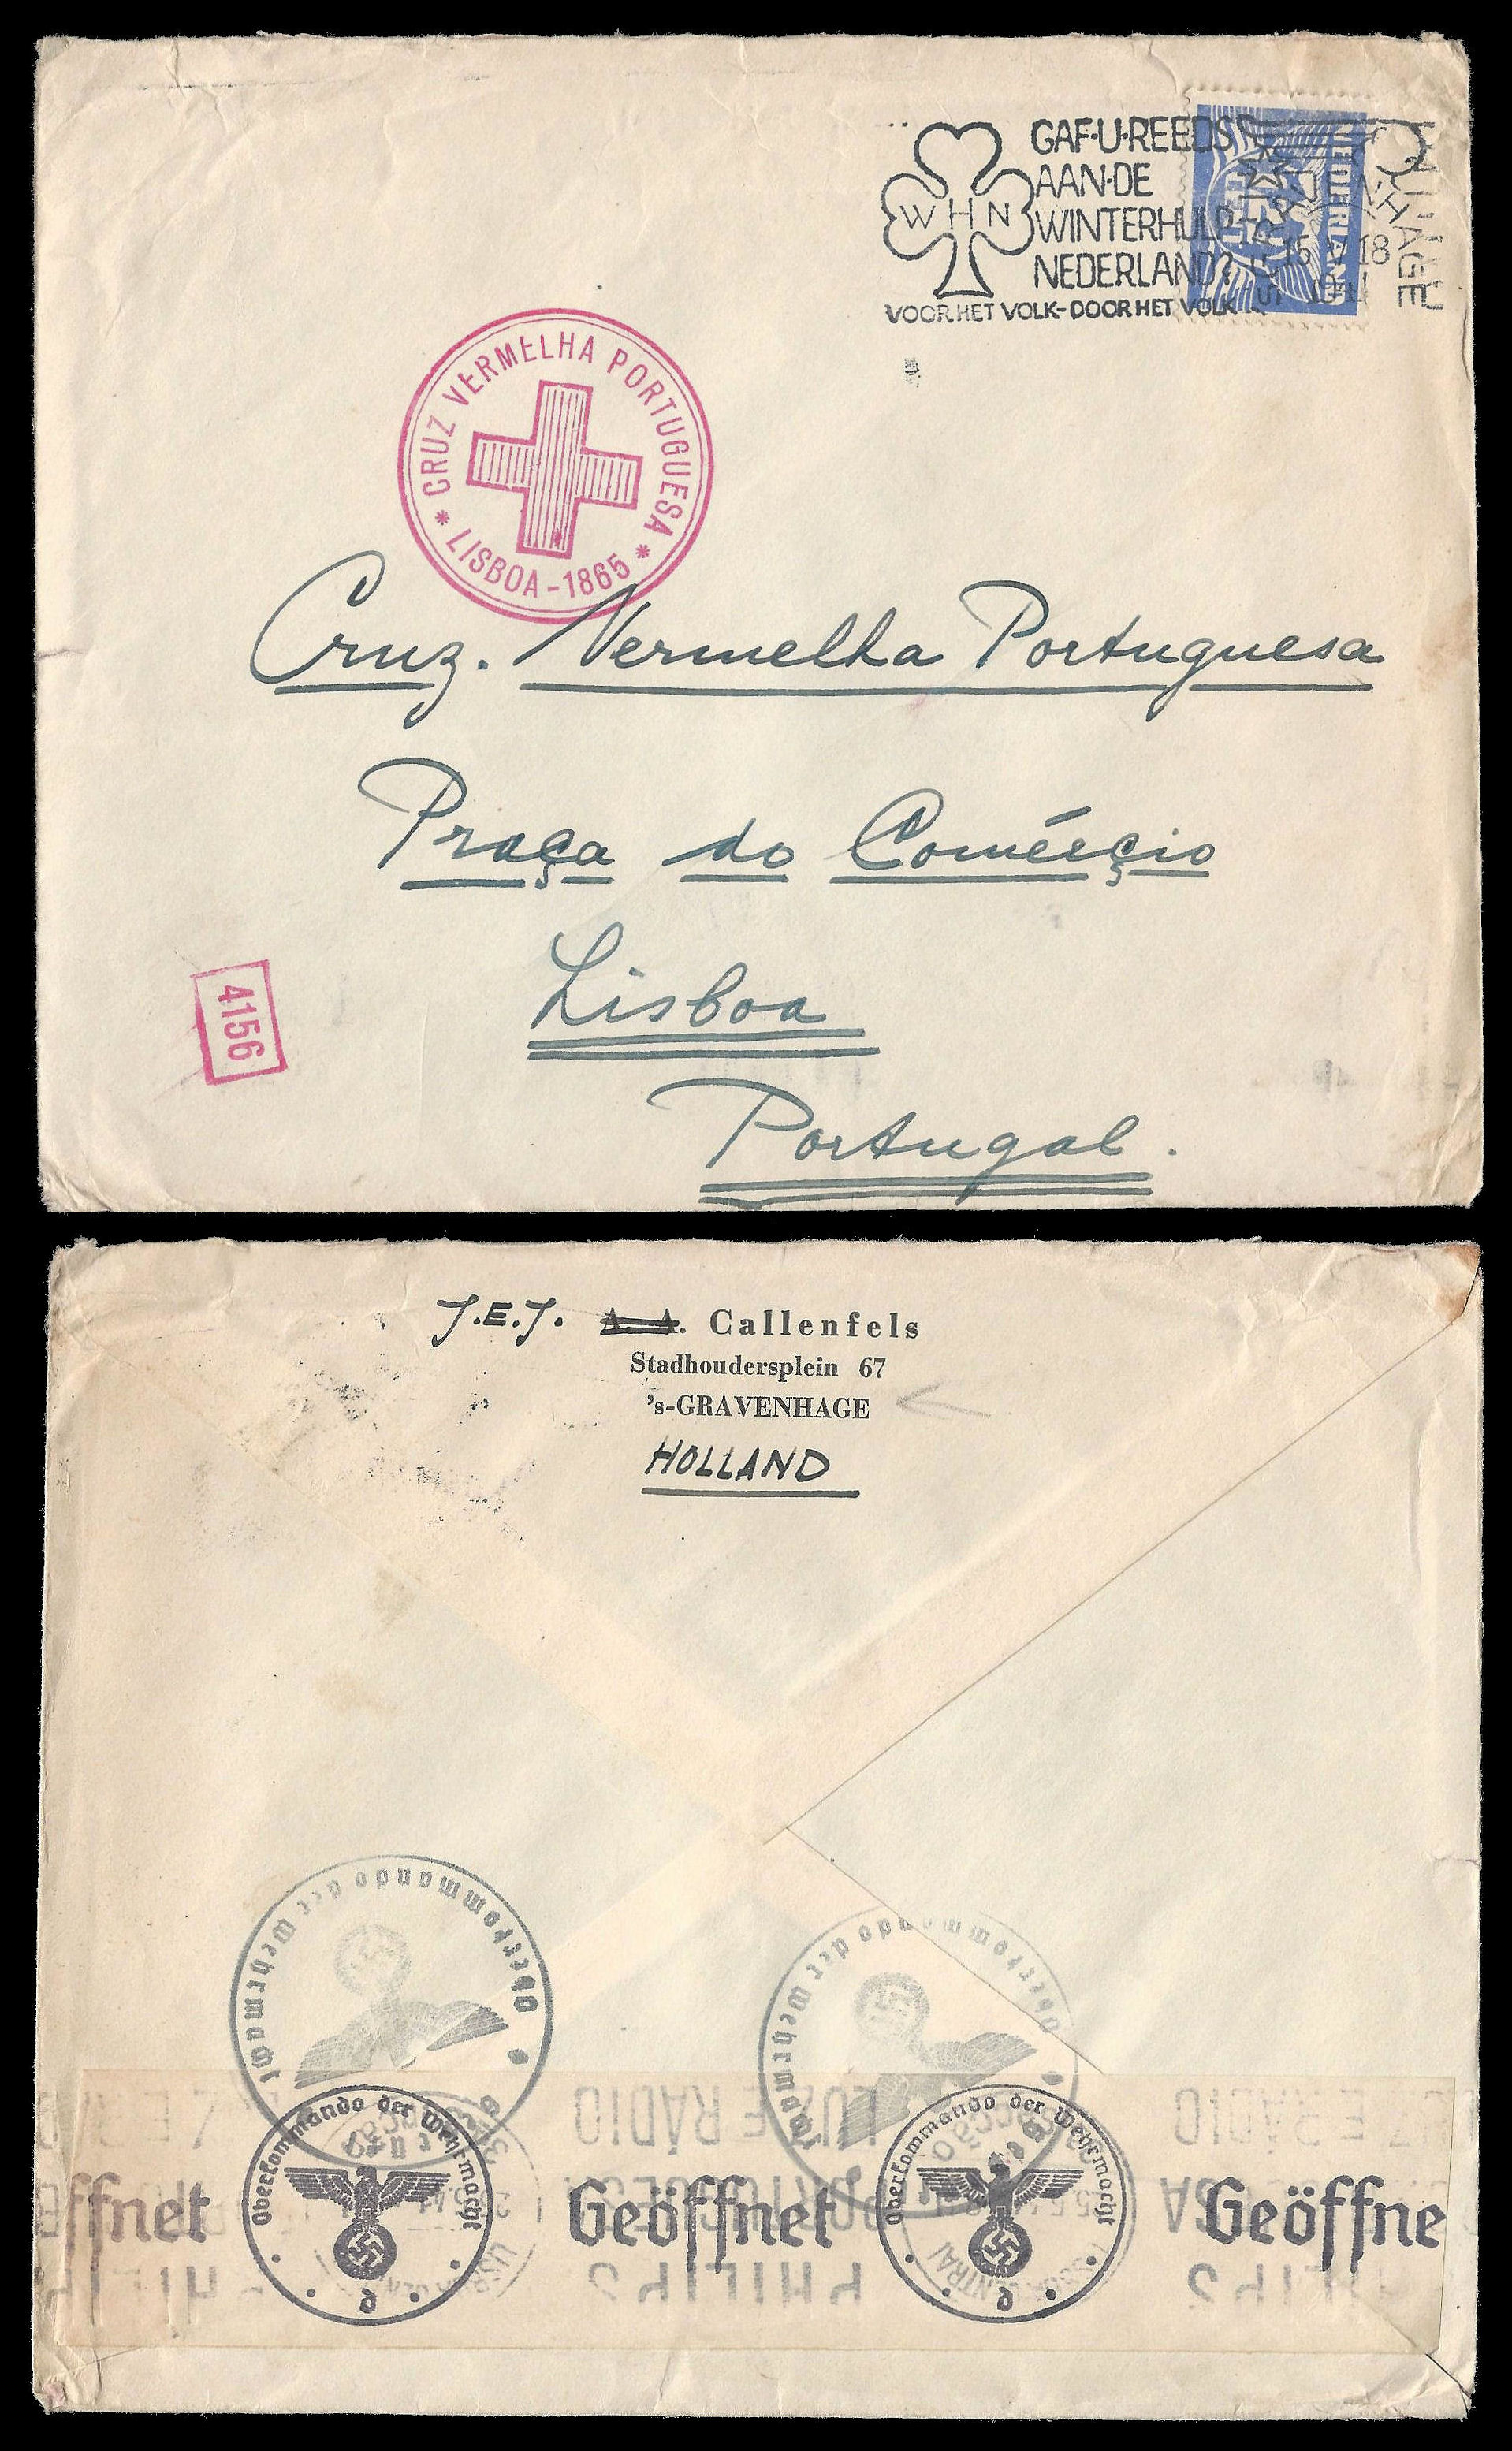 GAF·U·REEDS
AAN·DE
WINTERHULP
NEDERLAND?
VOOR HET VOLK-DOOR HET VOLK
WHN
NEDERLAND
'S-GRAVENHAGE
CRUZ VERMELHA PORTUGUESA
* LISBOA-1865 *
Cruz. Vermelha Portuguesa
Praça do Comérçio
Lisboa
Portugal.
4156
J.E.J. A. A. Callenfels
Stadhoudersplein 67
's-GRAVENHAGE
HOLLAND
Oberkommando der Wehrmacht
Oberkommando der Wehrmacht
LUZ E RÁDIO
PORTUGUESA
PHILIPS
ffnet
Oberkommando der Wehrmacht
d
Geöffnet
Oberkommando der Wehrmacht
d
Geöffne